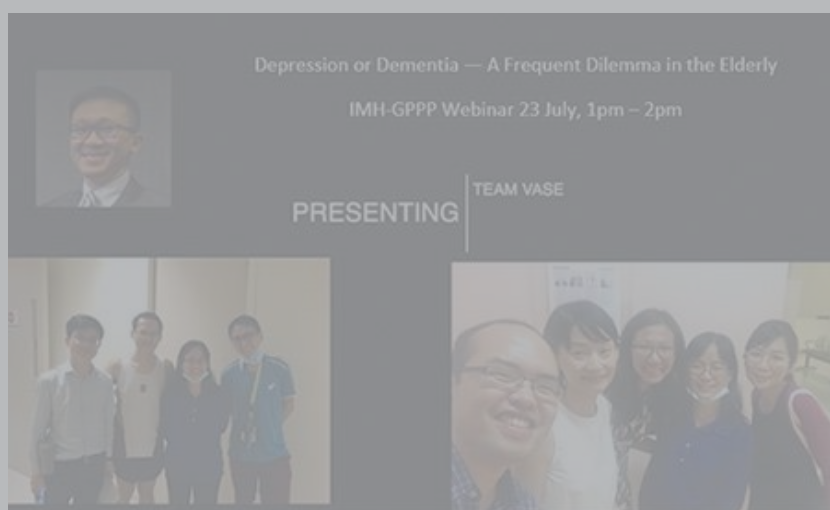 Depression or Dementia — A Frequent Dilemma in the Elderly
IMH-GPPP Webinar 23 July, 1pm – 2pm
PRESENTING
TEAM VASE